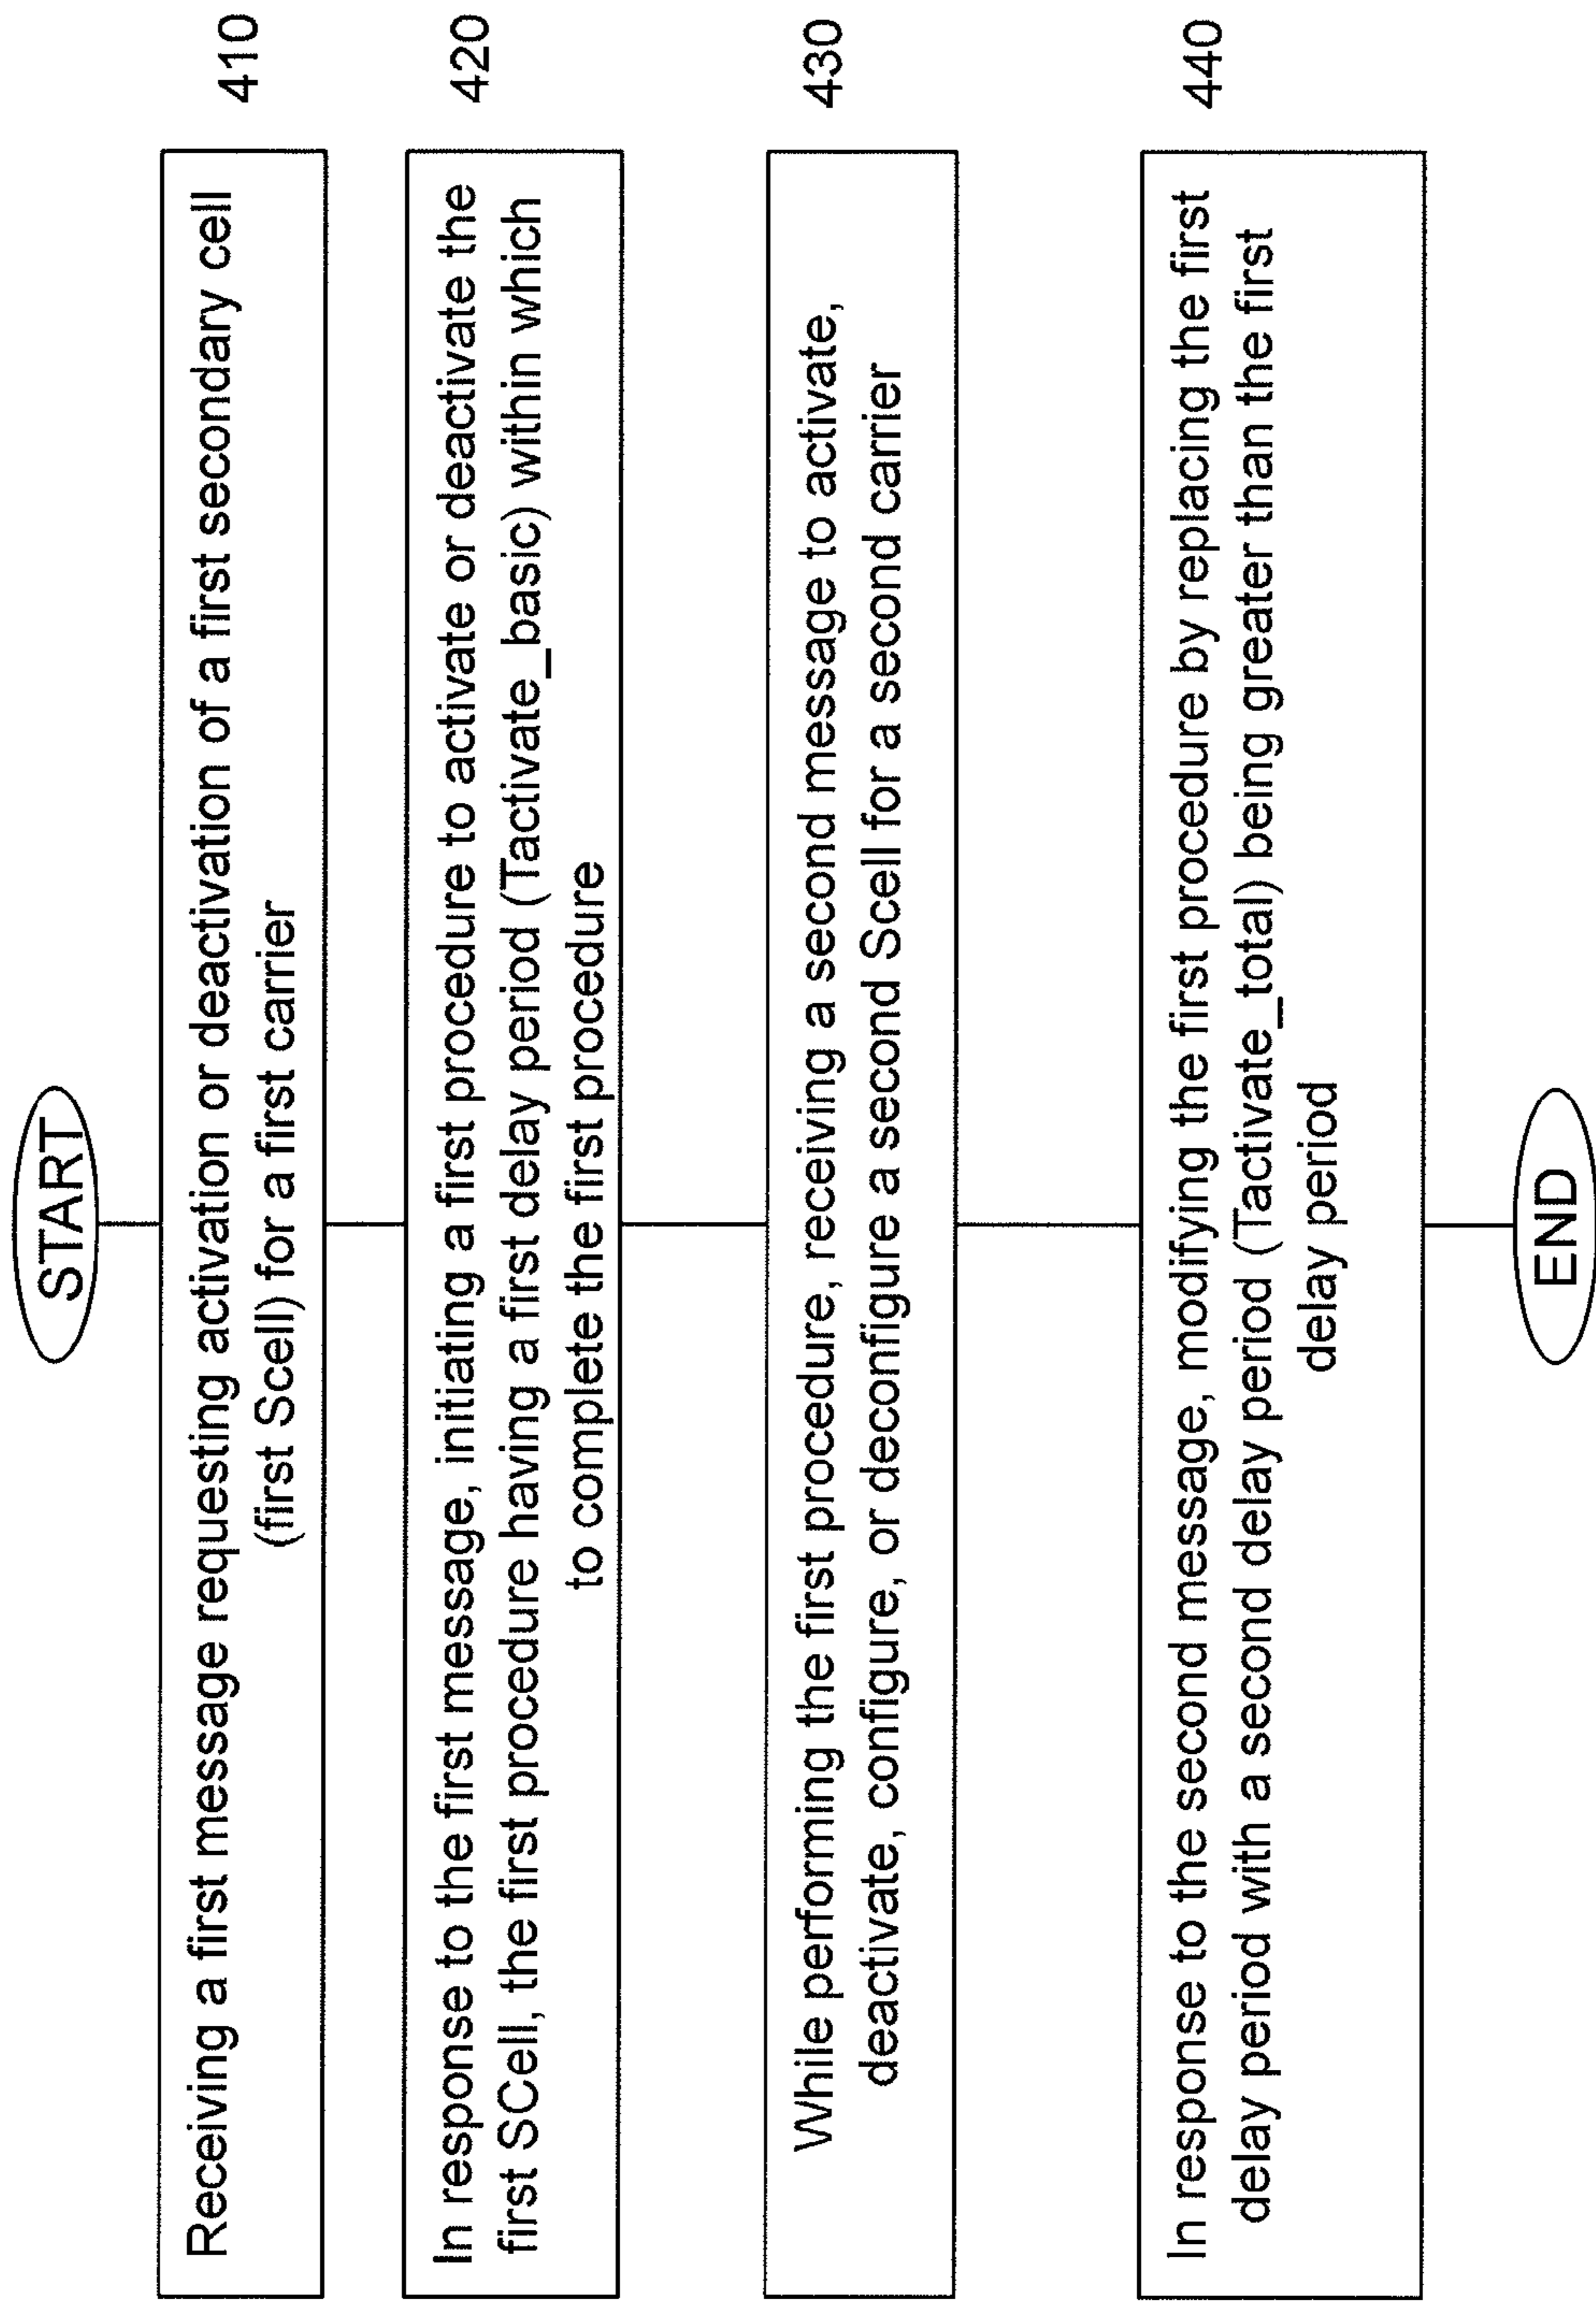 START
Receiving a first message requesting activation or deactivation of a first secondary cell
(first Scell) for a first carrier
410
In response to the first message, initiating a first procedure to activate or deactivate the
first SCell, the first procedure having a first delay period (Tactivate_basic) within which
to complete the first procedure
420
While performing the first procedure, receiving a second message to activate,
deactivate, configure, or deconfigure a second Scell for a second carrier
430
In response to the second message, modifying the first procedure by replacing the first
delay period with a second delay period (Tactivate_total) being greater than the first
delay period
440
END